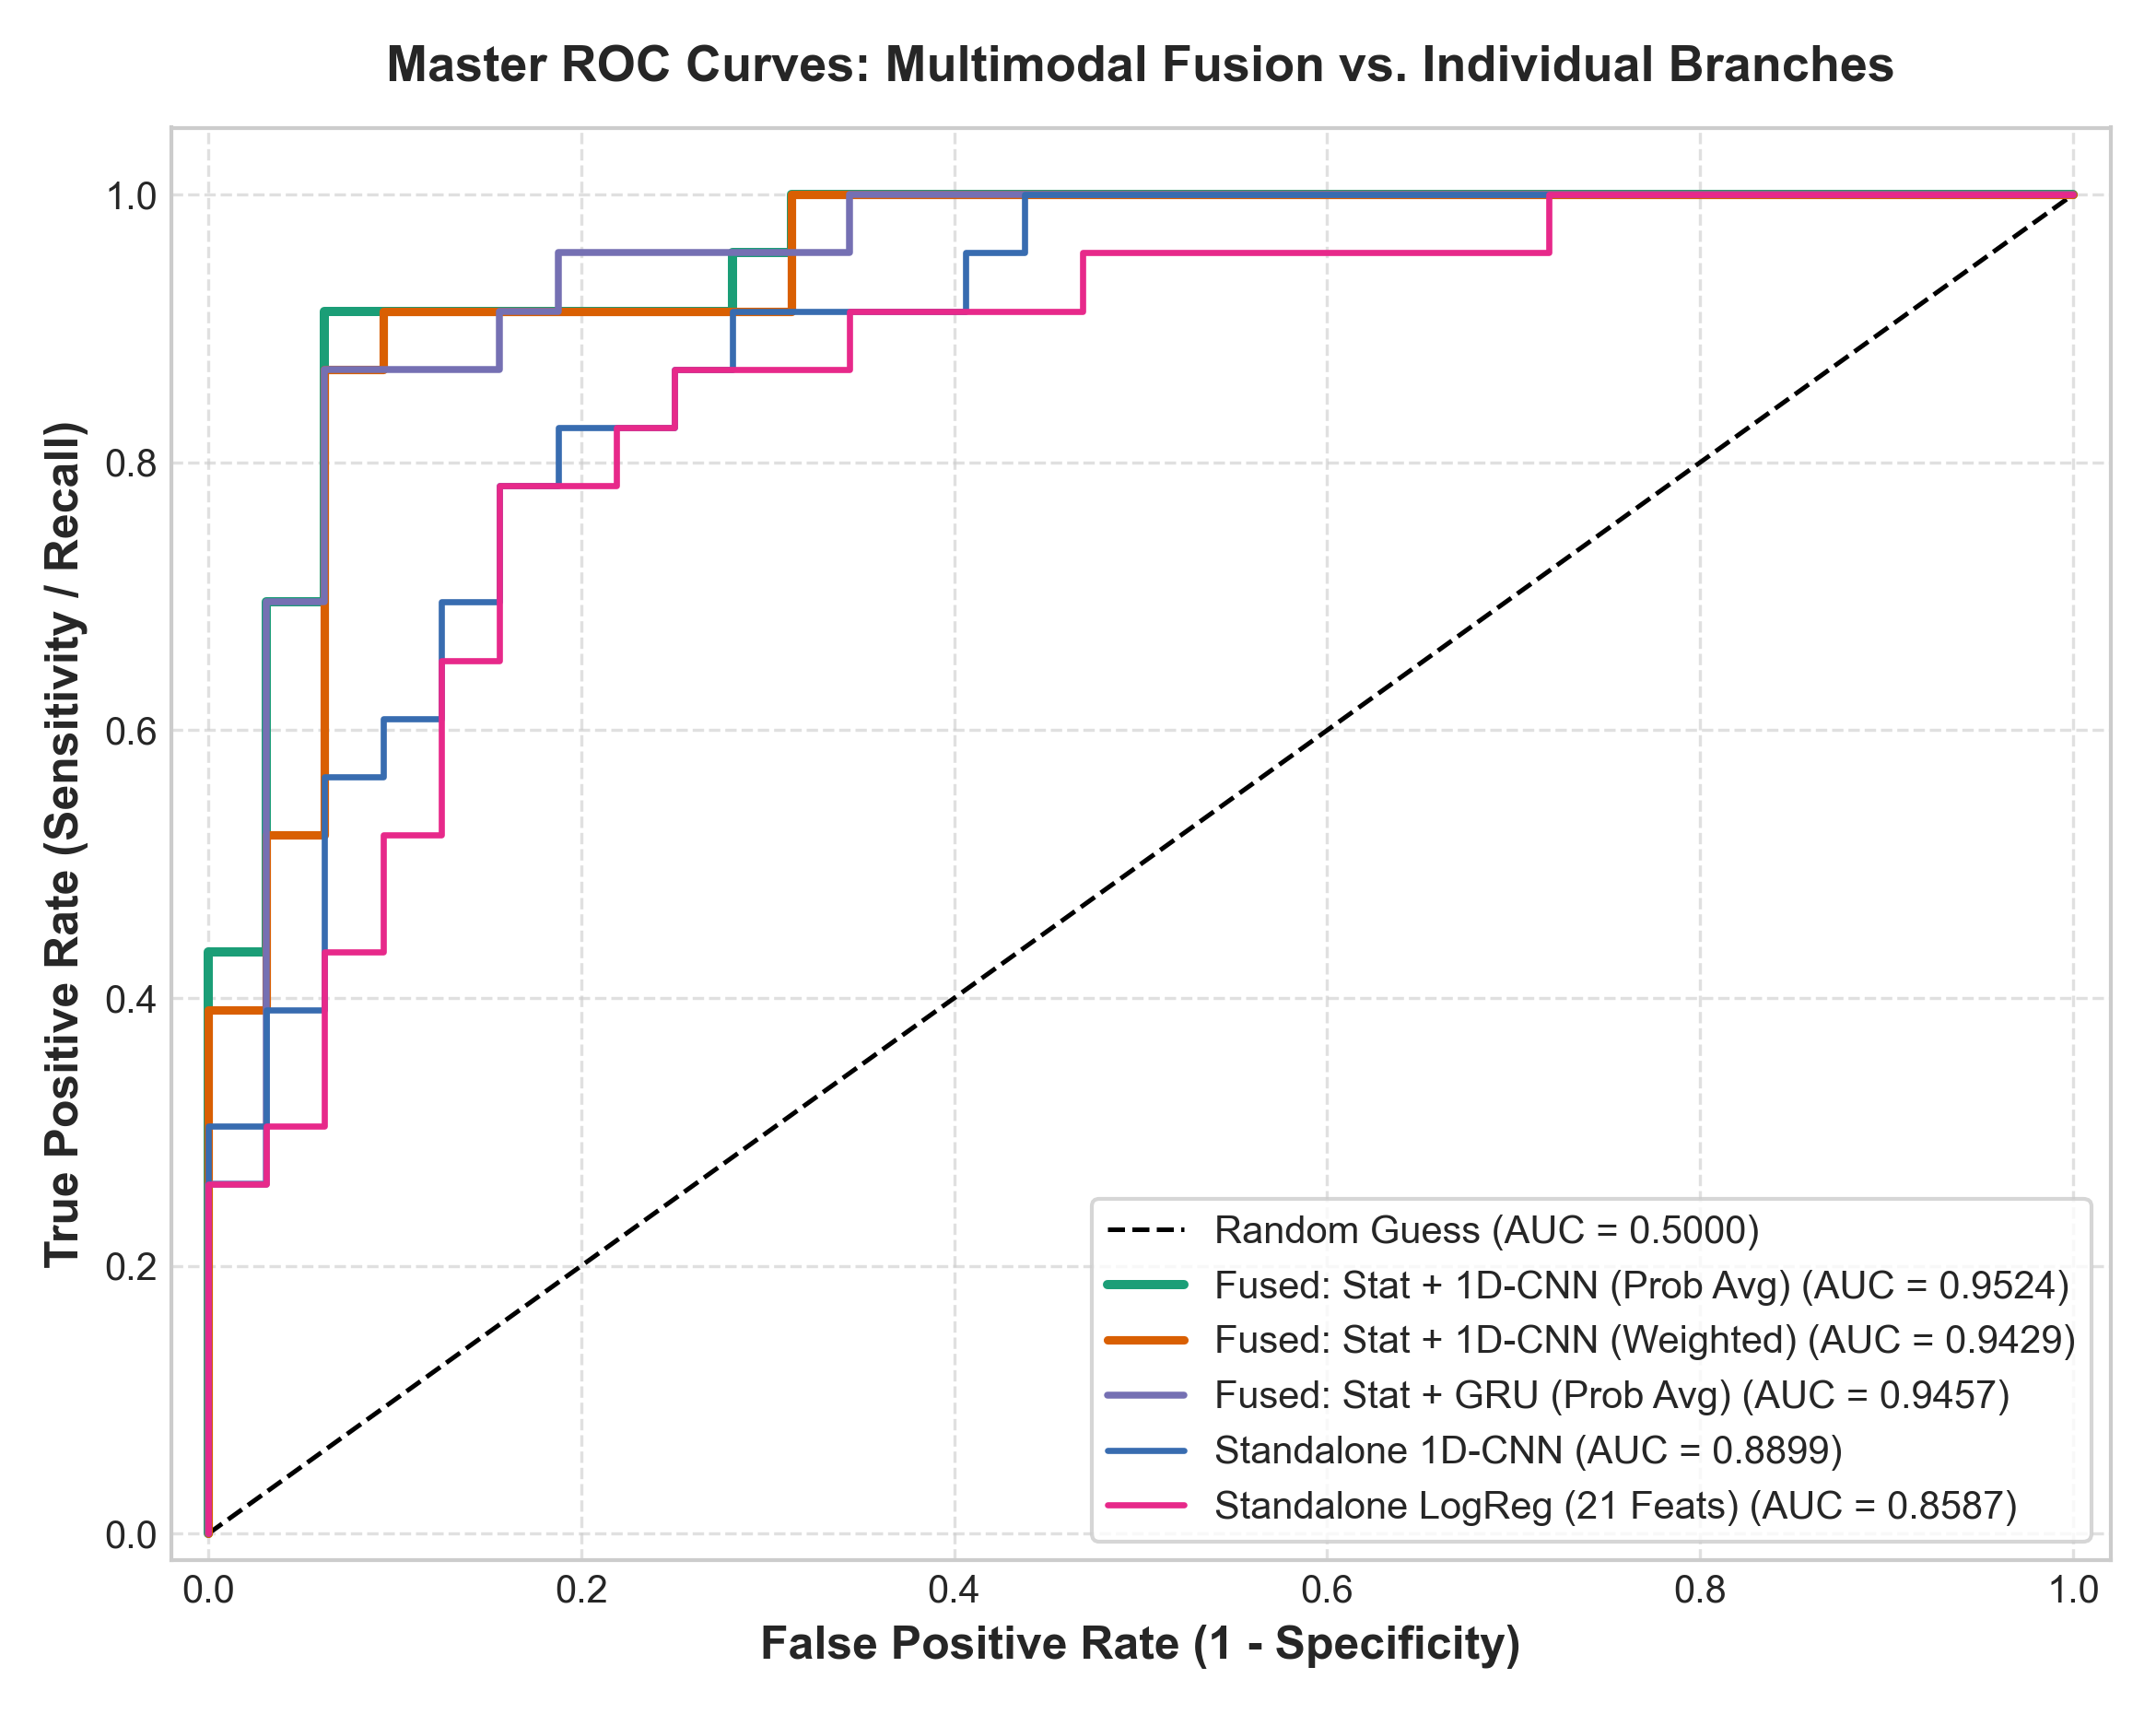 Master ROC Curves: Multimodal Fusion vs. Individual Branches
True Positive Rate (Sensitivity / Recall)
1.0
0.8
0.6
0.4
0.2
0.0
Random Guess (AUC = 0.5000)
Fused: Stat + 1D-CNN (Prob Avg) (AUC = 0.9524)
Fused: Stat + 1D-CNN (Weighted) (AUC = 0.9429)
Fused: Stat + GRU (Prob Avg) (AUC = 0.9457)
Standalone 1D-CNN (AUC = 0.8899)
Standalone LogReg (21 Feats) (AUC = 0.8587)
0.0 0.2 0.4 0.6 0.8 1.0
False Positive Rate (1 - Specificity)